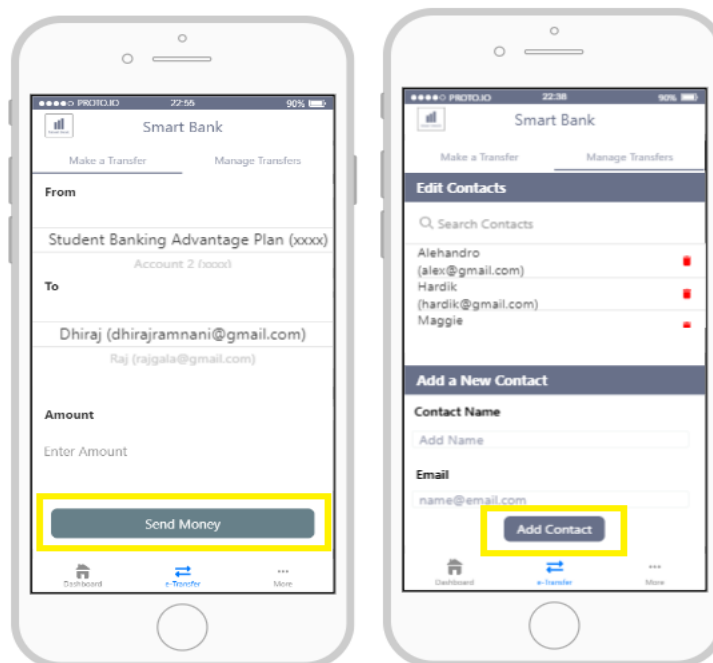 PROTO.IO 22:55 90%
Smart Bank
Make a Transfer Manage Transfers
From
Student Banking Advantage Plan (xxxx)
Account 2 (xxxx)
To
Dhiraj (dhirajramnani@gmail.com)
Raj (rajgala@gmail.com)
Amount
Enter Amount
Send Money
Dashboard e-Transfer More
PROTO.IO 22:38 90%
Smart Bank
Make a Transfer Manage Transfers
Edit Contacts
Search Contacts
Alehandro
(alex@gmail.com)
Hardik
(hardik@gmail.com)
Maggie
Add a New Contact
Contact Name
Add Name
Email
name@email.com
Add Contact
Dashboard e-Transfer More